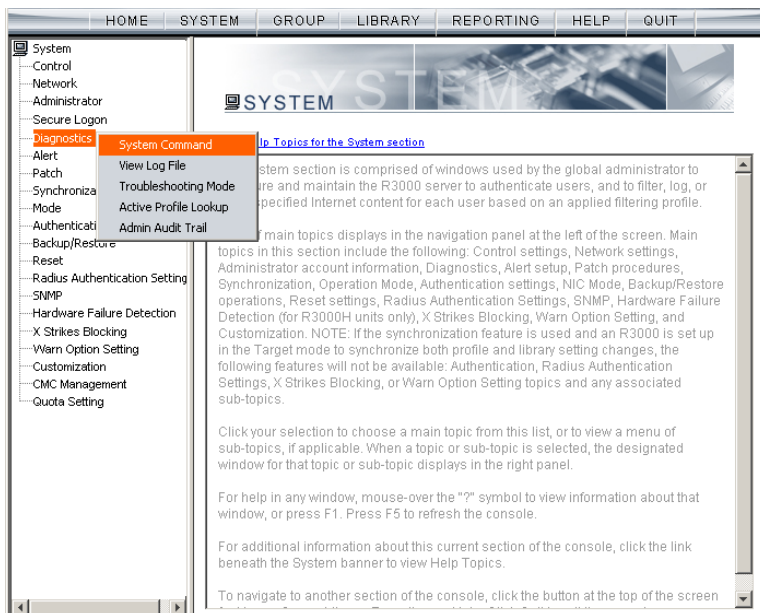 HOME SYSTEM GROUP LIBRARY REPORTING HELP QUIT
System
Control
Network
Administrator
Secure Logon
Diagnostics
Alert
Patch
Synchroniza
Mode
Authenticati
Backup/Restore
Reset
Radius Authentication Setting
SNMP
Hardware Failure Detection
X Strikes Blocking
Warn Option Setting
Customization
CMC Management
Quota Setting
System Command
View Log File
Troubleshooting Mode
Active Profile Lookup
Admin Audit Trail
SYSTEM
SYSTEM
lp Topics for the System section
stem section is comprised of windows used by the global administrator to
ure and maintain the R3000 server to authenticate users, and to filter, log, or
specified Internet content for each user based on an applied filtering profile.
f main topics displays in the navigation panel at the left of the screen. Main
topics in this section include the following: Control settings, Network settings,
Administrator account information, Diagnostics, Alert setup, Patch procedures,
Synchronization, Operation Mode, Authentication settings, NIC Mode, Backup/Restore
operations, Reset settings, Radius Authentication Settings, SNMP, Hardware Failure
Detection (for R3000H units only), X Strikes Blocking, Warn Option Setting, and
Customization. NOTE: If the synchronization feature is used and an R3000 is set up
in the Target mode to synchronize both profile and library setting changes, the
following features will not be available: Authentication, Radius Authentication
Settings, X Strikes Blocking, or Warn Option Setting topics and any associated
sub-topics.
Click your selection to choose a main topic from this list, or to view a menu of
sub-topics, if applicable. When a topic or sub-topic is selected, the designated
window for that topic or sub-topic displays in the right panel.
For help in any window, mouse-over the "?" symbol to view information about that
window, or press F1. Press F5 to refresh the console.
For additional information about this current section of the console, click the link
beneath the System banner to view Help Topics.
To navigate to another section of the console, click the button at the top of the screen